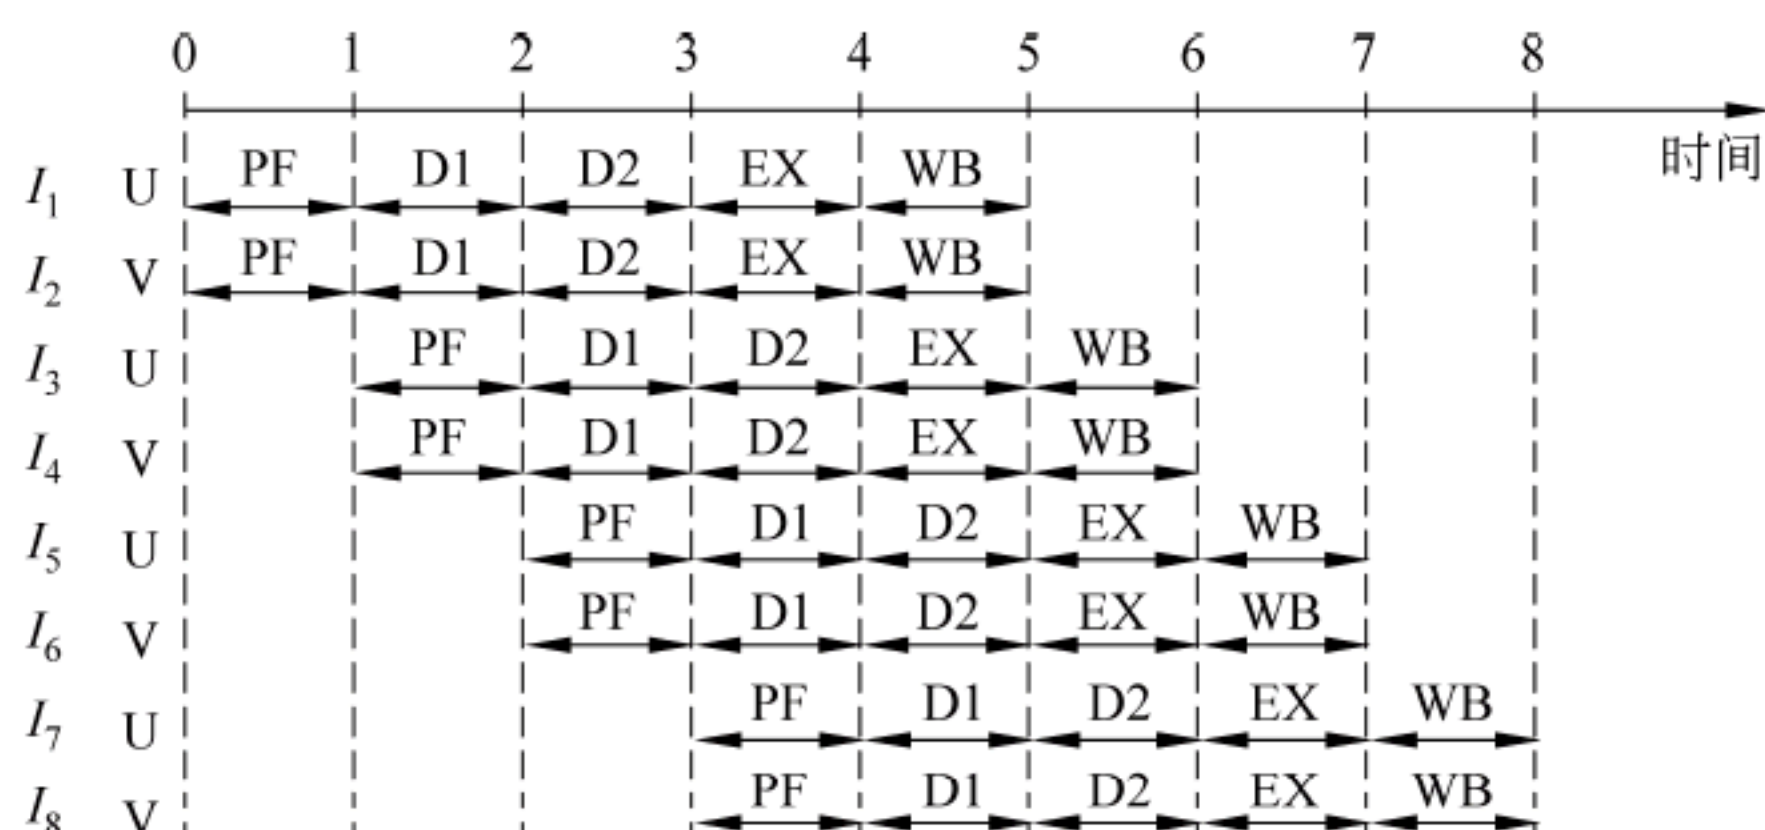 0 1 2 3 4 5 6 7 8
时间
I1 U PF D1 D2 EX WB
I2 V PF D1 D2 EX WB
I3 U PF D1 D2 EX WB
I4 V PF D1 D2 EX WB
I5 U PF D1 D2 EX WB
I6 V PF D1 D2 EX WB
I7 U PF D1 D2 EX WB
I8 V PF D1 D2 EX WB